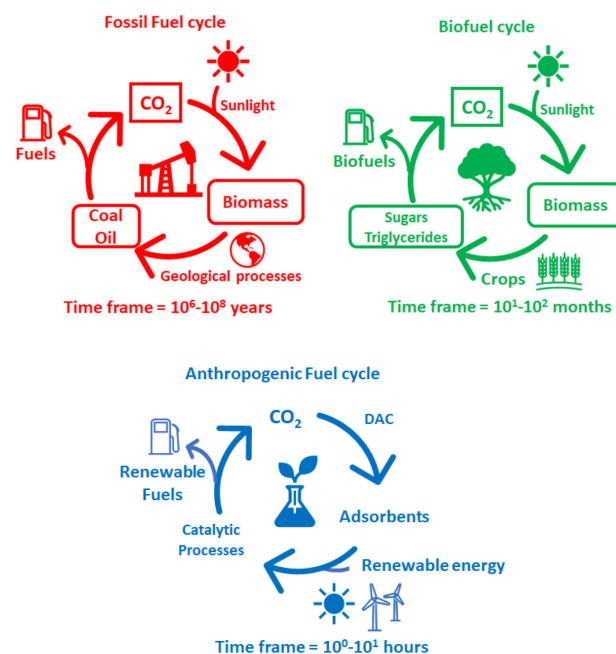 Fossil Fuel cycle
CO₂
Sunlight
Fuels
Biomass
Coal
Oil
Geological processes
Time frame = 10⁶-10⁸ years
Biofuel cycle
CO₂
Sunlight
Biofuels
Biomass
Sugars
Triglycerides
Crops
Time frame = 10¹-10² months
Anthropogenic Fuel cycle
CO₂
DAC
Renewable
Fuels
Adsorbents
Catalytic
Processes
Renewable energy
Time frame = 10⁰-10¹ hours